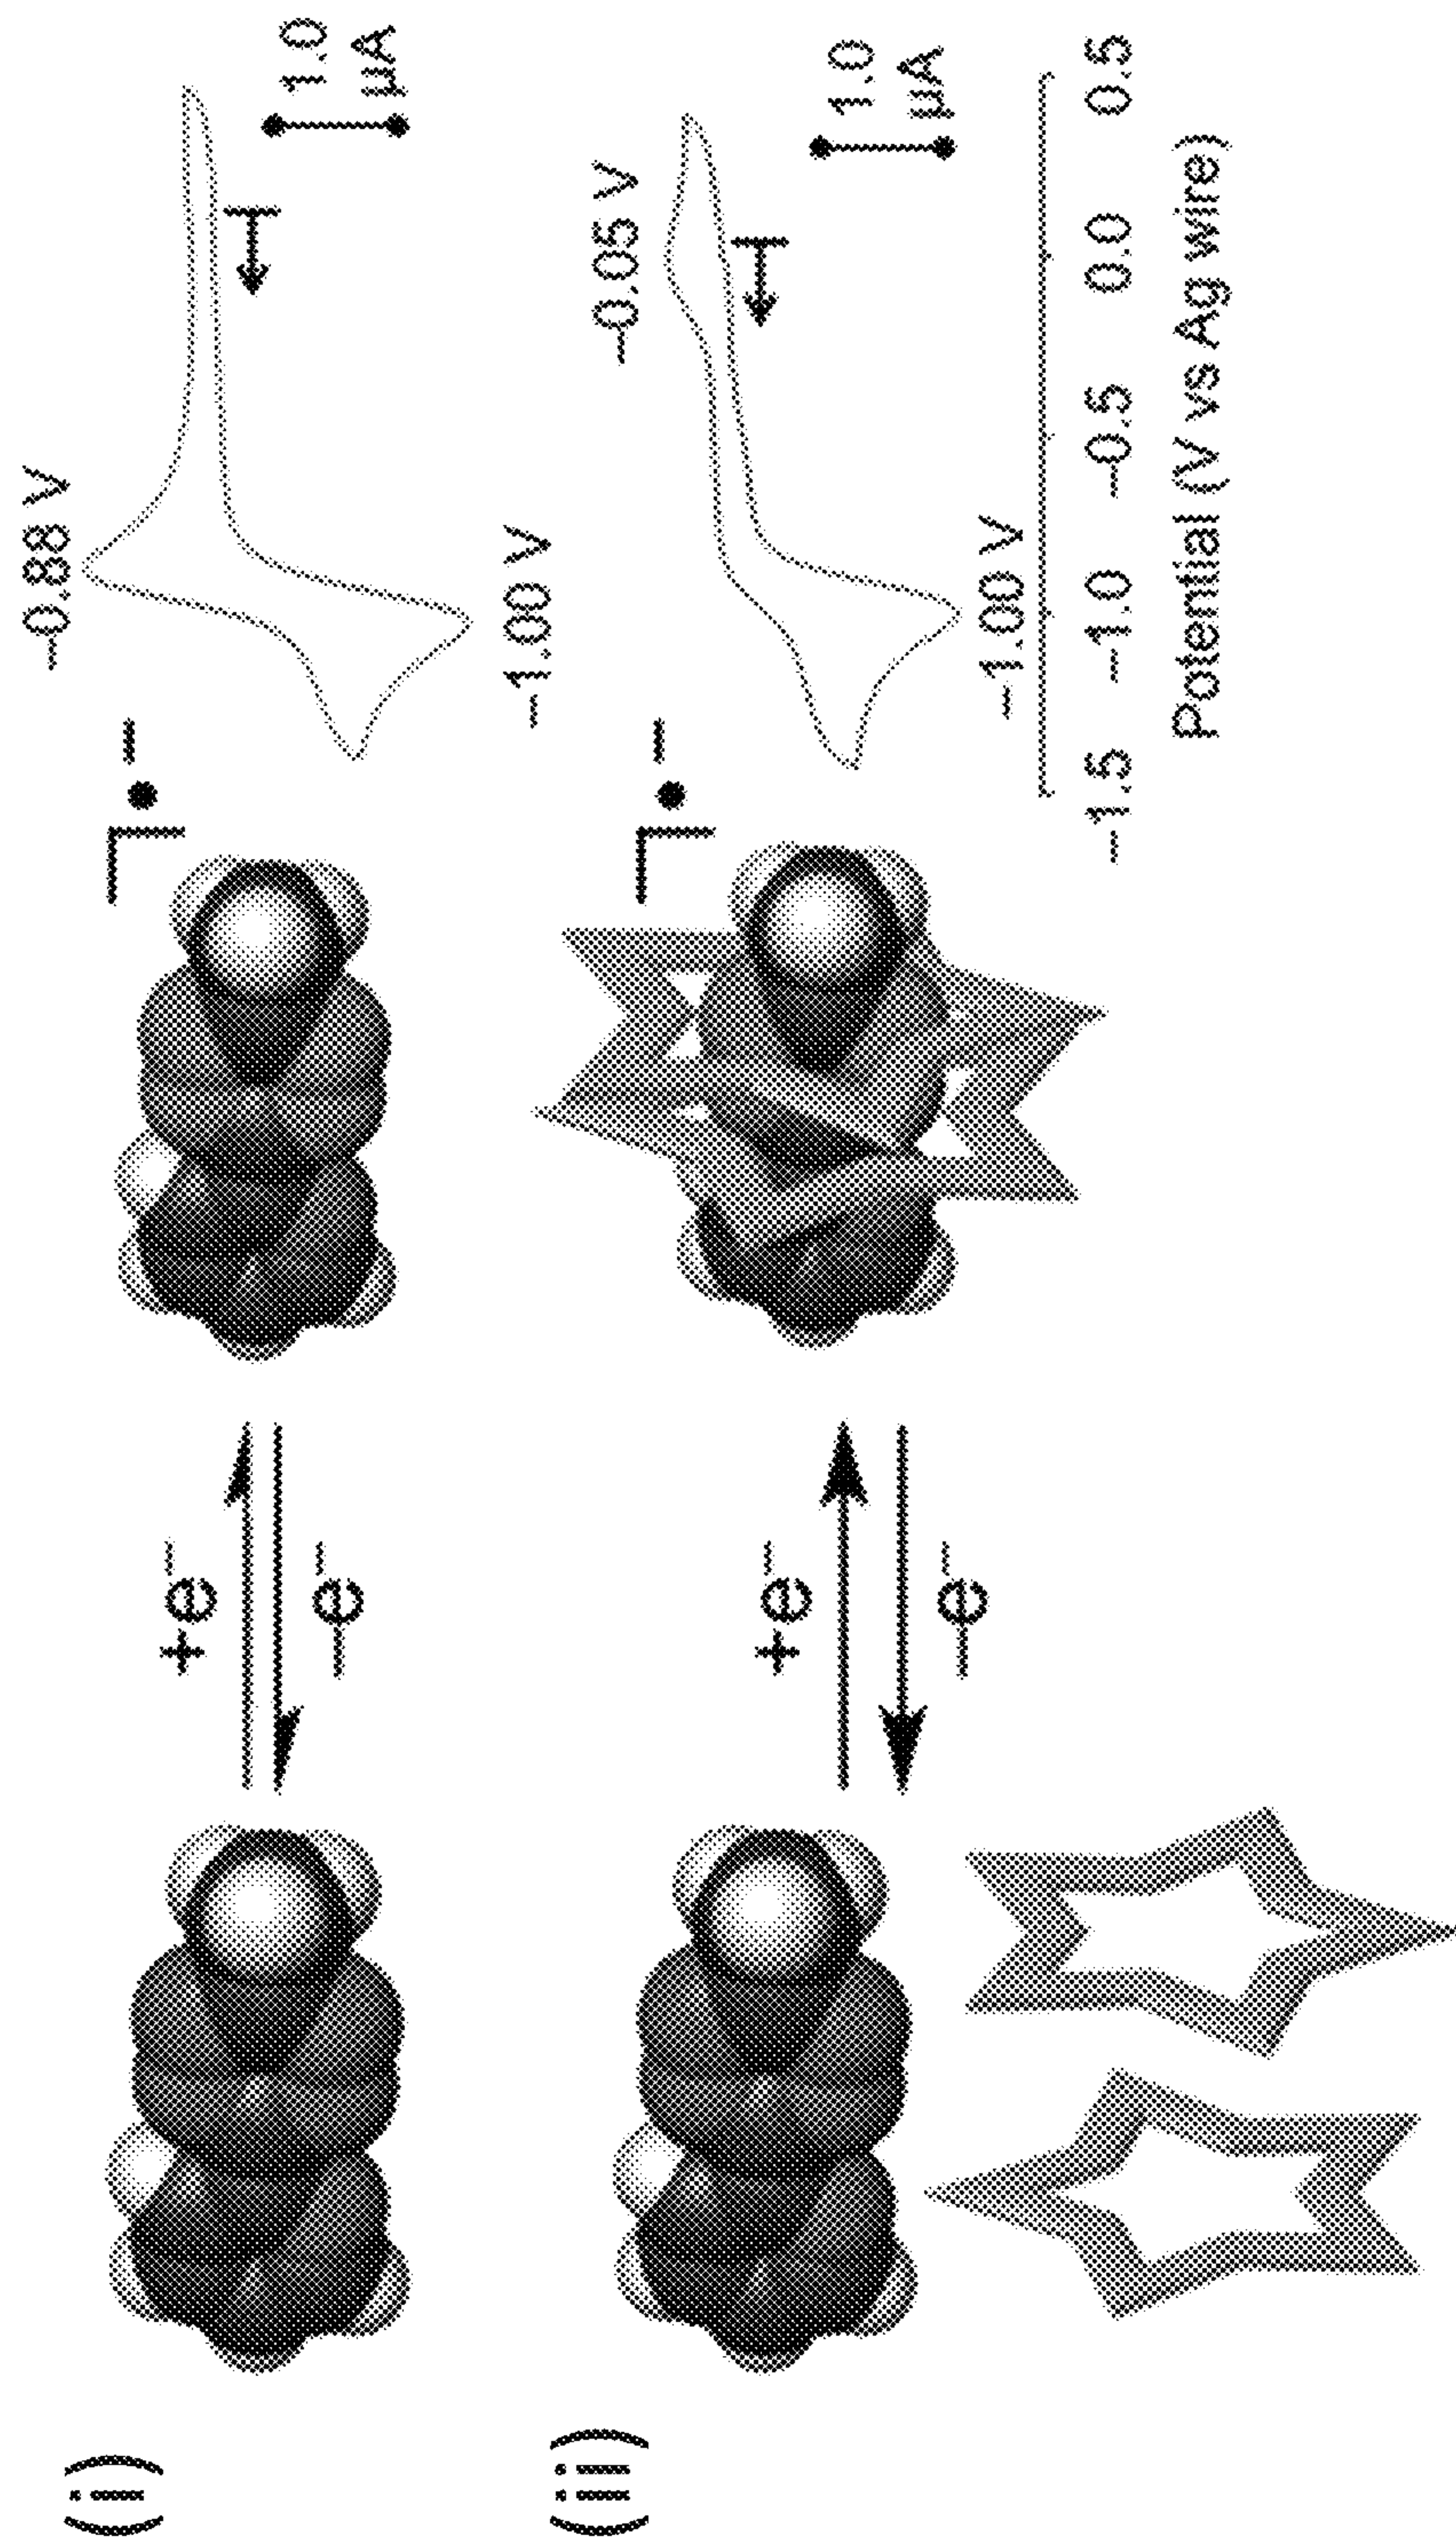 (i)
+e⁻
−e⁻
•−
−0.88 V
−1.00 V
1.0
µA
(ii)
+e⁻
−e⁻
•−
−0.05 V
−1.00 V
1.0
µA
−1.5 −1.0 −0.5 0.0 0.5
Potential (V vs Ag wire)